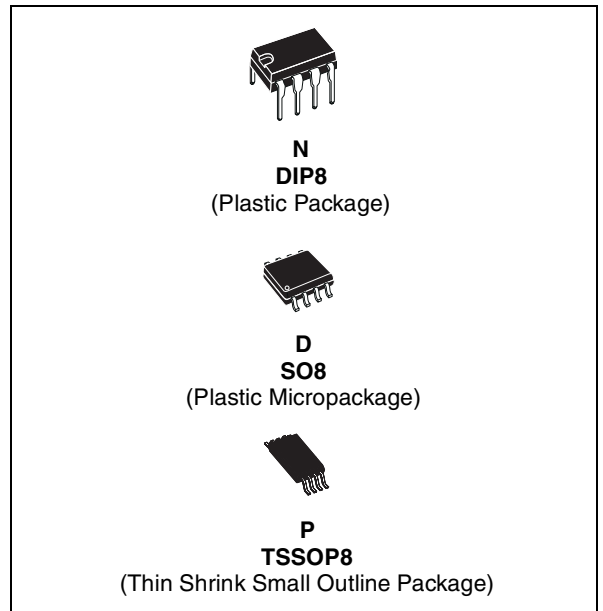 N
DIP8
(Plastic Package)
D
SO8
(Plastic Micropackage)
P
TSSOP8
(Thin Shrink Small Outline Package)